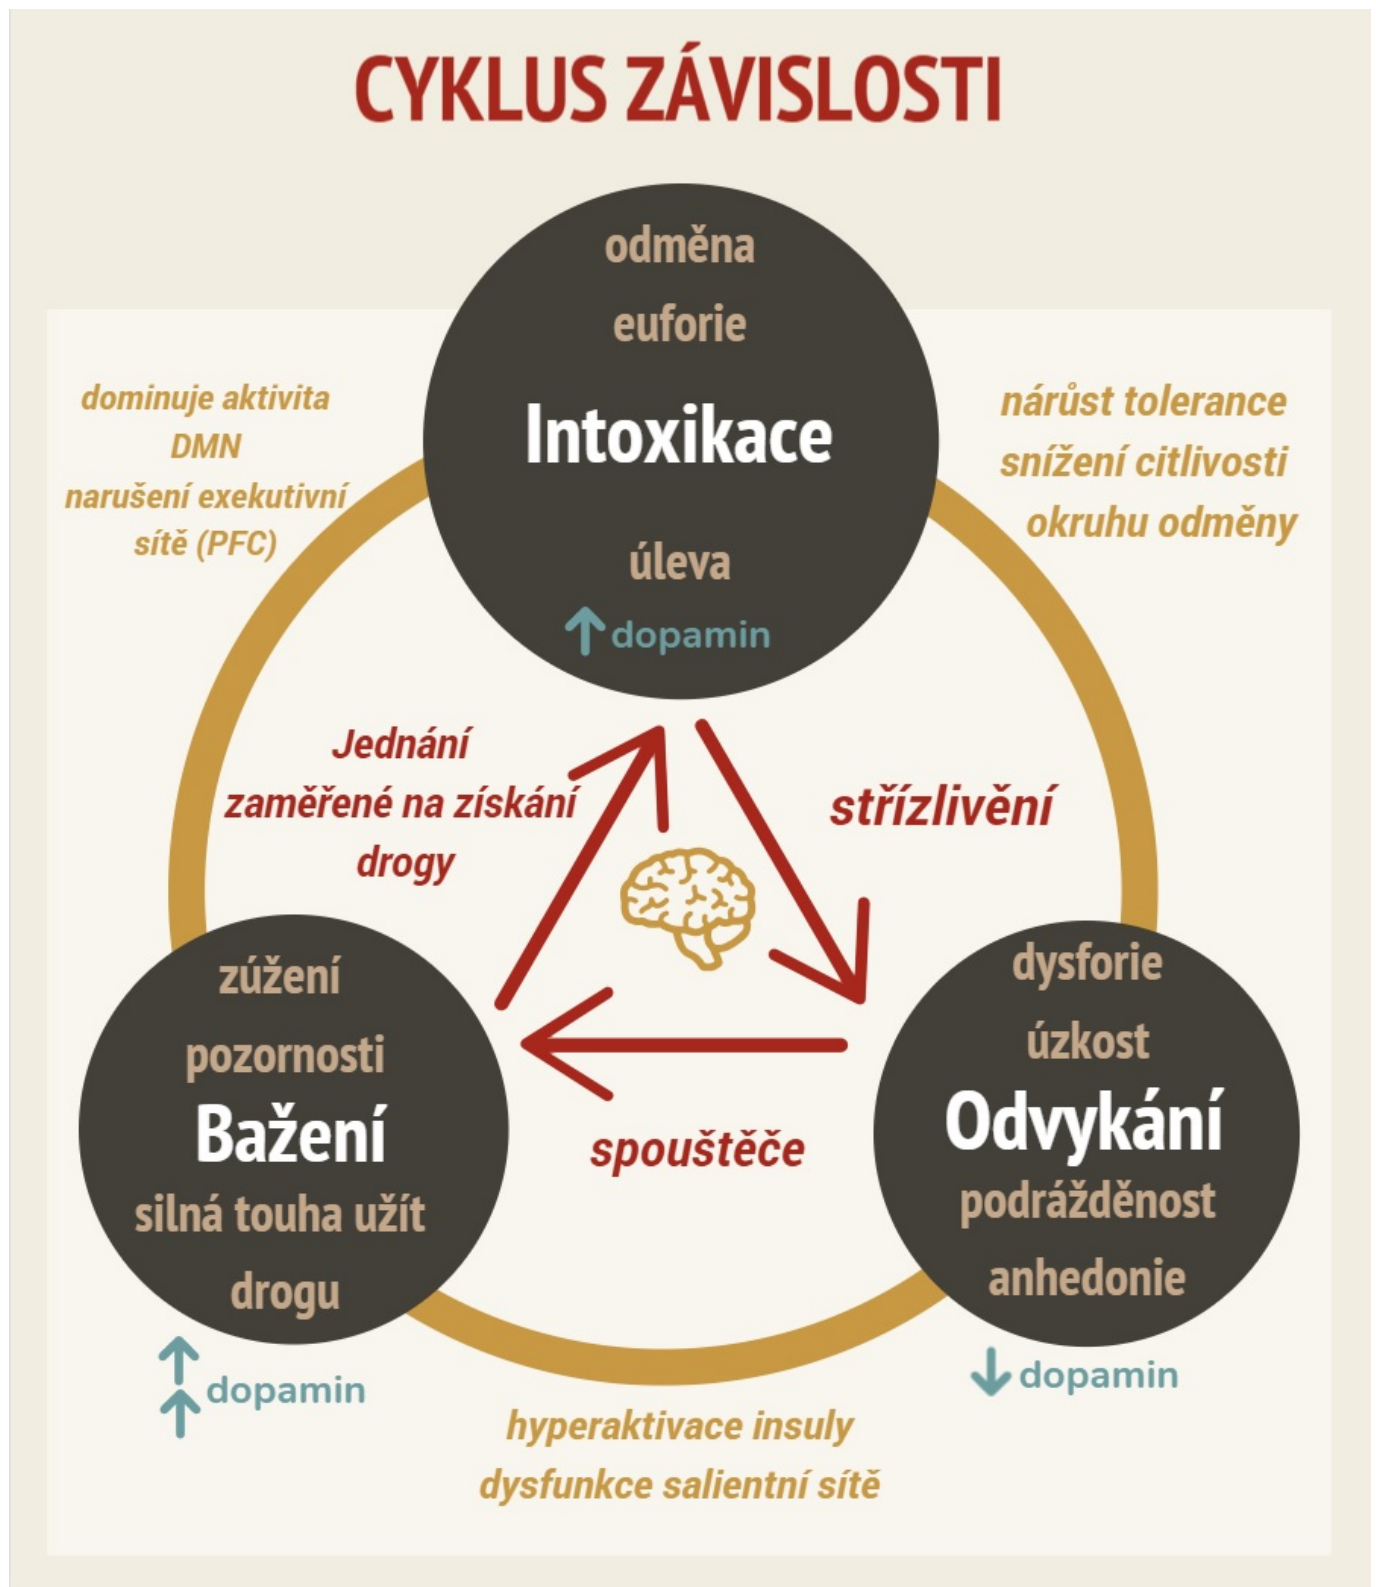 CYKLUS ZÁVISLOSTI
odměna
euforie
Intoxikace
úleva
dopamin
dominuje aktivita
DMN
narušení exekutivní
sítě (PFC)
nárůst tolerance
snížení citlivosti
okruhu odměny
Jednání
zaměřené na získání
drogy
střízlivění
spouštěče
zúžení
pozornosti
Bažení
silná touha užít
drogu
dopamin
dysforie
úzkost
Odvykání
podrážděnost
anhedonie
dopamin
hyperaktivace insuly
dysfunkce salientní sítě